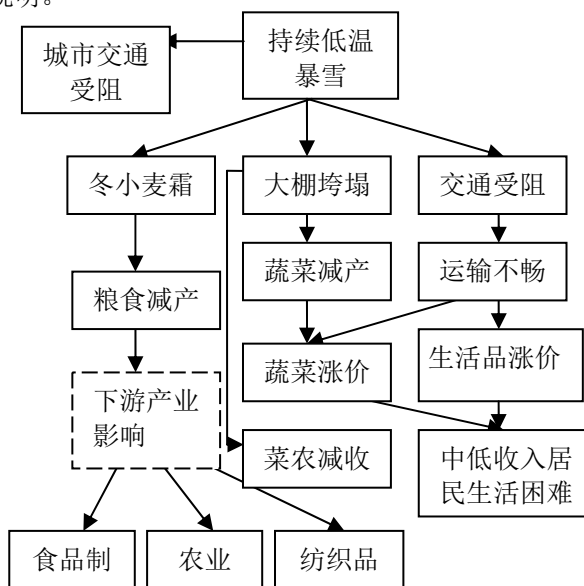 说明。
城市交通
受阻
持续低温
暴雪
冬小麦霜
大棚垮塌
交通受阻
粮食减产
蔬菜减产
运输不畅
下游产业
影响
蔬菜涨价
生活品涨价
菜农减收
中低收入居
民生活困难
食品制
农业
纺织品